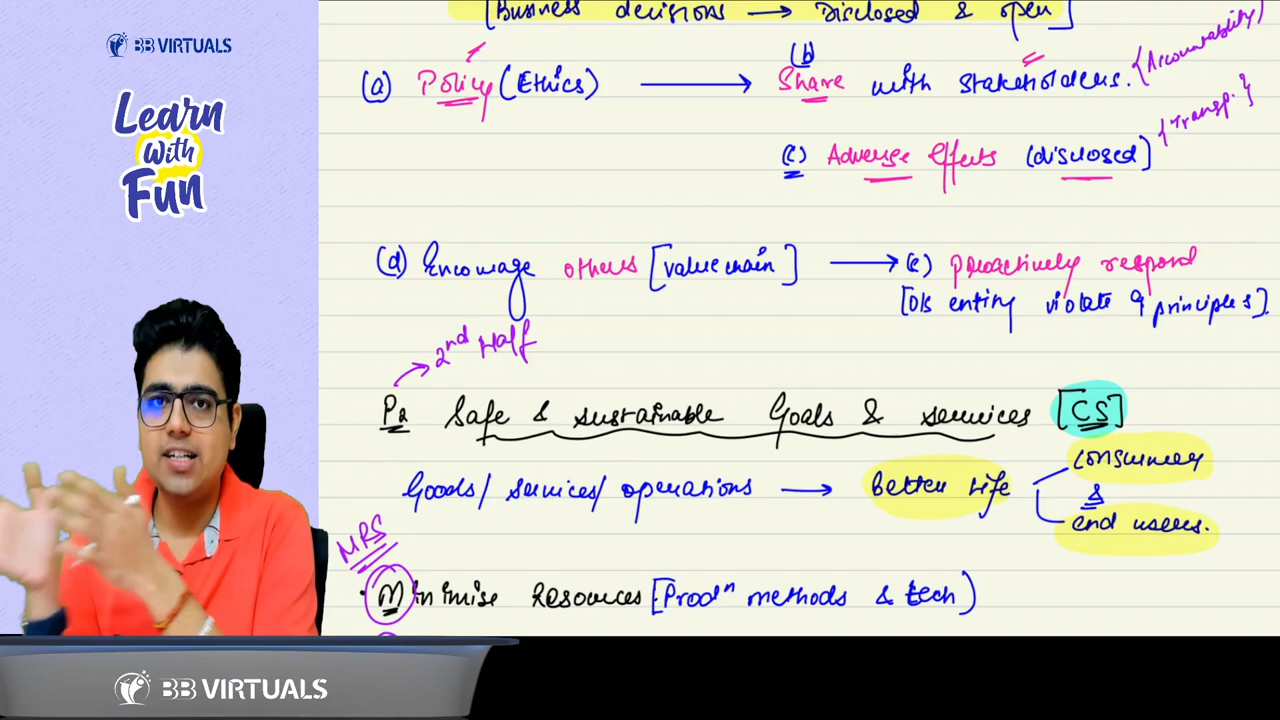 BB VIRTUALS
Learn
With
Fun
[Business decisions → Disclosed & open]
(a) Policy (Ethics) → (b) Share with stakeholders. {Accountability}
(c) Adverse effects (disclosed] {Transp.}
(d) Encourage others [value chain] → (e) proactively respond
[O/s entity violate 9 principles].
2nd Half
P2 Safe & sustainable Goals & services [CS]
Goods/ services/ operations → Better Life
consumers
&
end users.
MRS
· Minimise Resources [Prodn methods & tech)
BB VIRTUALS